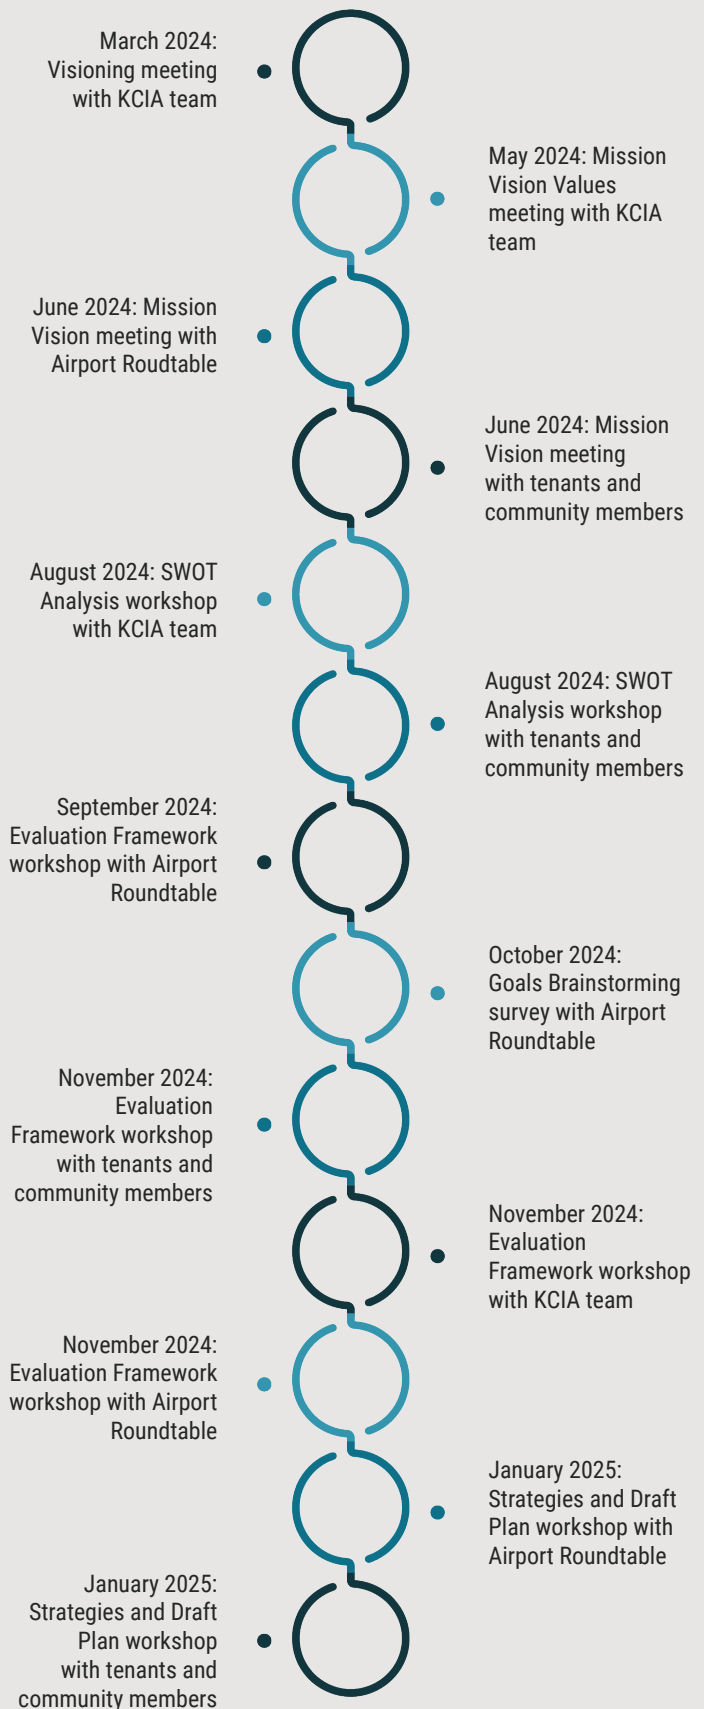 March 2024:
Visioning meeting
with KCIA team
May 2024: Mission
Vision Values
meeting with KCIA
team
June 2024: Mission
Vision meeting with
Airport Roudtable
June 2024: Mission
Vision meeting
with tenants and
community members
August 2024: SWOT
Analysis workshop
with KCIA team
August 2024: SWOT
Analysis workshop
with tenants and
community members
September 2024:
Evaluation Framework
workshop with Airport
Roundtable
October 2024:
Goals Brainstorming
survey with Airport
Roundtable
November 2024:
Evaluation
Framework workshop
with tenants and
community members
November 2024:
Evaluation
Framework workshop
with KCIA team
November 2024:
Evaluation Framework
workshop with Airport
Roundtable
January 2025:
Strategies and Draft
Plan workshop with
Airport Roundtable
January 2025:
Strategies and Draft
Plan workshop
with tenants and
community members